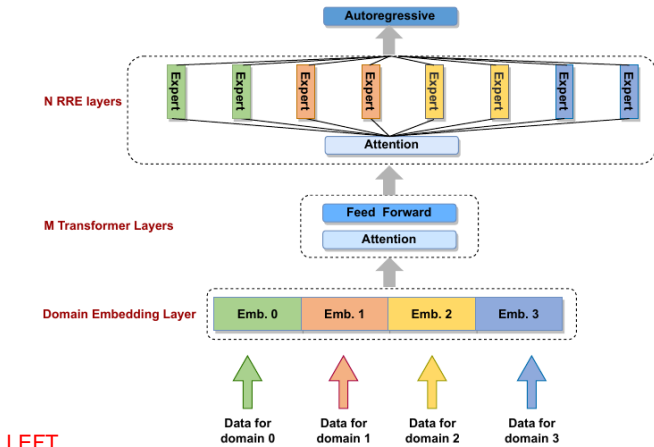 Autoregressive
N RRE layers
Expert
Expert
Expert
Expert
Expert
Expert
Expert
Expert
Attention
M Transformer Layers
Feed Forward
Attention
Domain Embedding Layer
Emb. 0
Emb. 1
Emb. 2
Emb. 3
Data for
domain 0
Data for
domain 1
Data for
domain 2
Data for
domain 3
LEFT